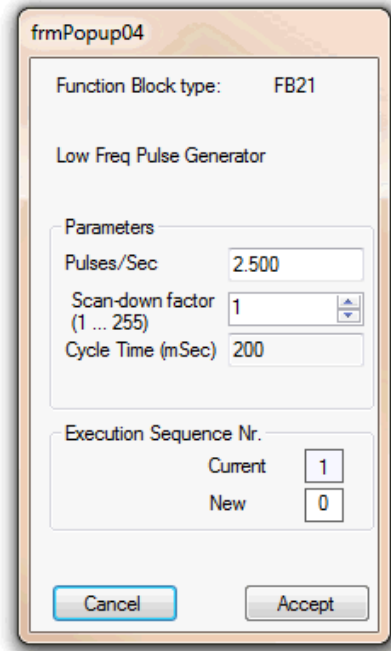 frmPopup04
Function Block type: FB21
Low Freq Pulse Generator
Parameters
Pulses/Sec 2.500
Scan-down factor
(1 ... 255) 1
Cycle Time (mSec) 200
Execution Sequence Nr.
Current 1
New 0
Cancel Accept